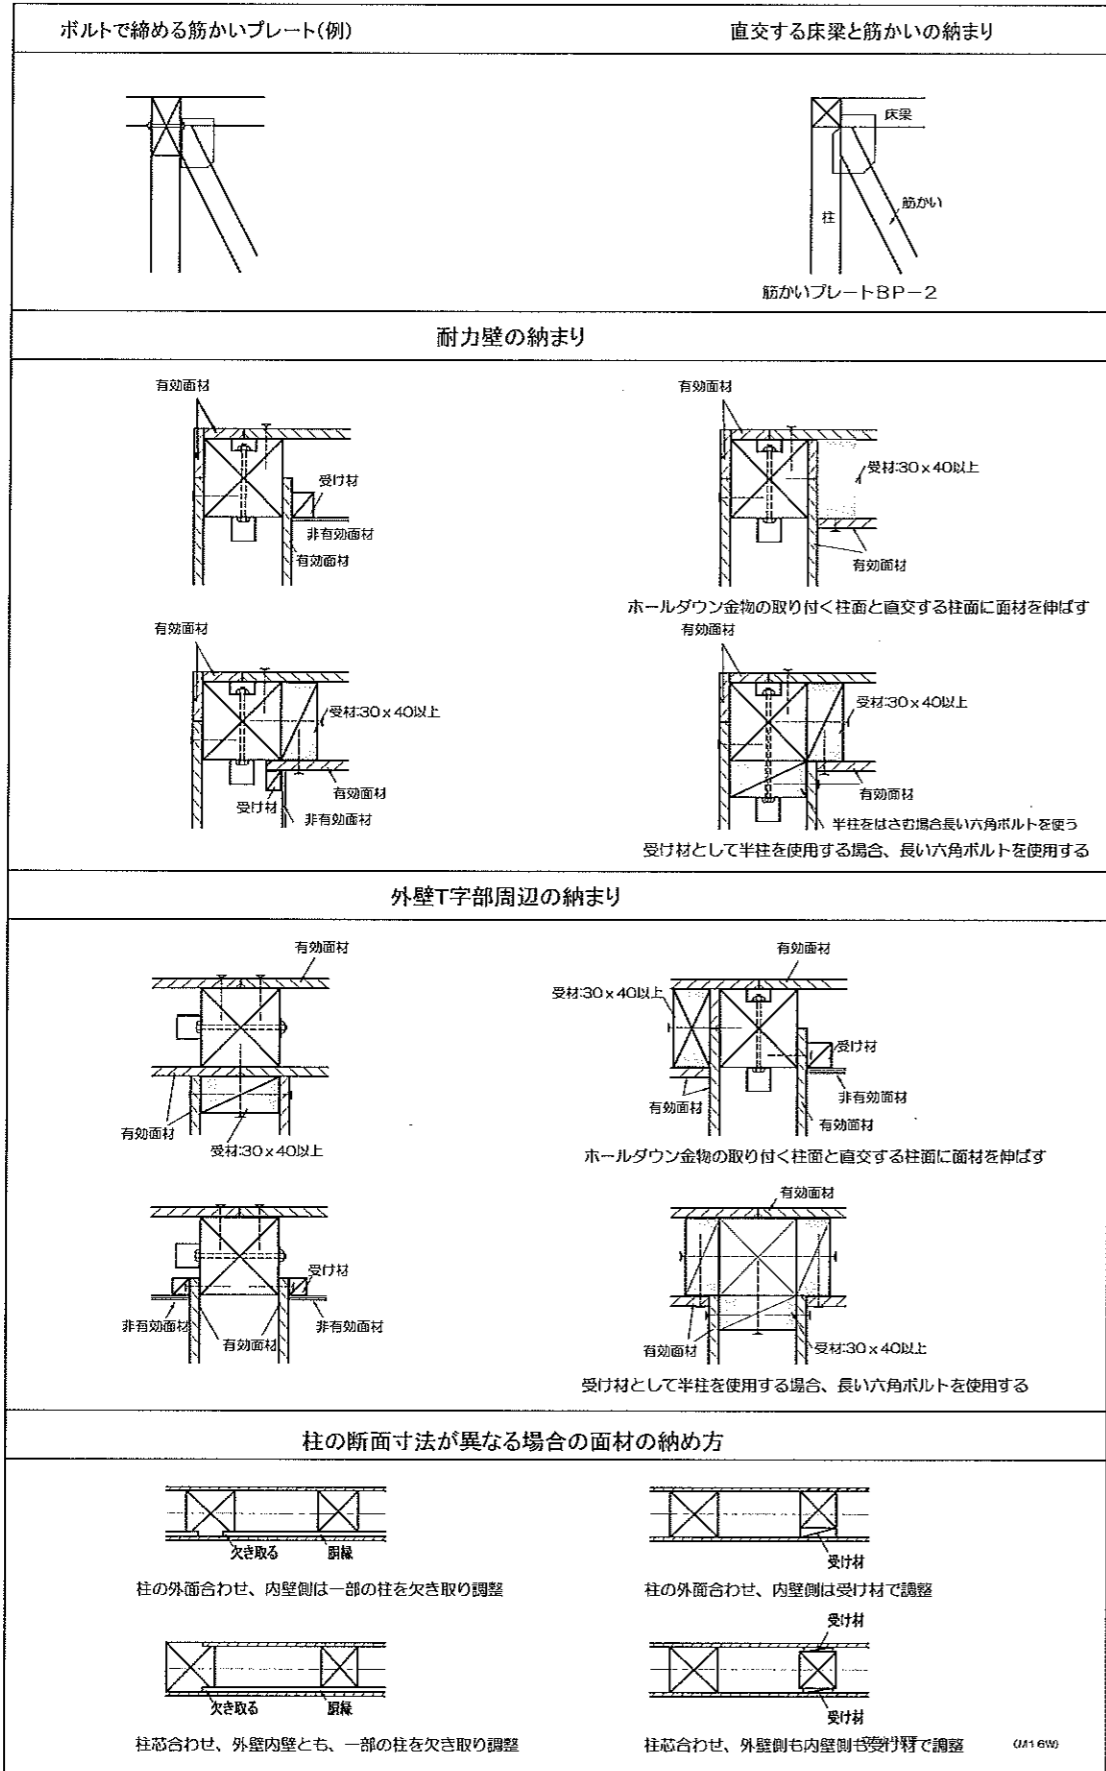 ボルトで締める筋かいプレート(例)
直交する床梁と筋かいの納まり
床梁
筋かい
柱
筋かいプレートBP-2
耐力壁の納まり
有効面材
受け材
非有効面材
有効面材
有効面材
受材:30×40以上
有効面材
ホールダウン金物の取り付く柱面と直交する柱面に面材を伸ばす
有効面材
受材:30×40以上
有効面材
受け材
非有効面材
有効面材
受材:30×40以上
有効面材
半柱をはさむ場合長い六角ボルトを使う
受け材として半柱を使用する場合、長い六角ボルトを使用する
外壁T字部周辺の納まり
有効面材
有効面材
受材:30×40以上
有効面材
受材:30×40以上
受け材
非有効面材
有効面材
有効面材
ホールダウン金物の取り付く柱面と直交する柱面に面材を伸ばす
受け材
非有効面材
有効面材
非有効面材
有効面材
有効面材
受材:30×40以上
受け材として半柱を使用する場合、長い六角ボルトを使用する
柱の断面寸法が異なる場合の面材の納め方
欠き取る
胴縁
柱の外面合わせ、内壁側は一部の柱を欠き取り調整
受け材
柱の外面合わせ、内壁側は受け材で調整
欠き取る
胴縁
柱芯合わせ、外壁内壁とも、一部の柱を欠き取り調整
受け材
受け材
柱芯合わせ、外壁側も内壁側も受け材で調整
(M16W)